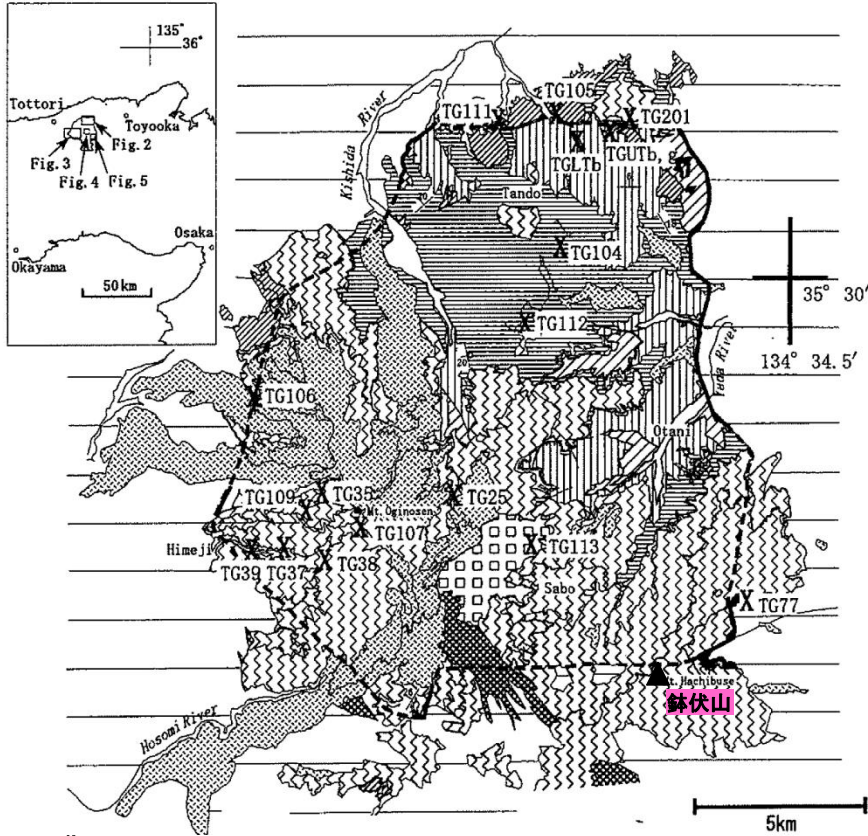 135°
36°
Tottori
Toyooka
Fig. 3
Fig. 2
Fig. 4
Fig. 5
Osaka
Okayama
50km
Kishida River
TG111
TG105
TG201
TGLTb
TGUTb, g
Tando
TG104
TG112
20
35° 30′
134° 34.5′
River
TG106
Otani
TG109
TG35
Mt. Oginosen
TG25
TG107
Himeji
TG39
TG37
TG38
TG113
Sabo
TG77
t. Hachibuse
鉢伏山
Hosomi River
5km